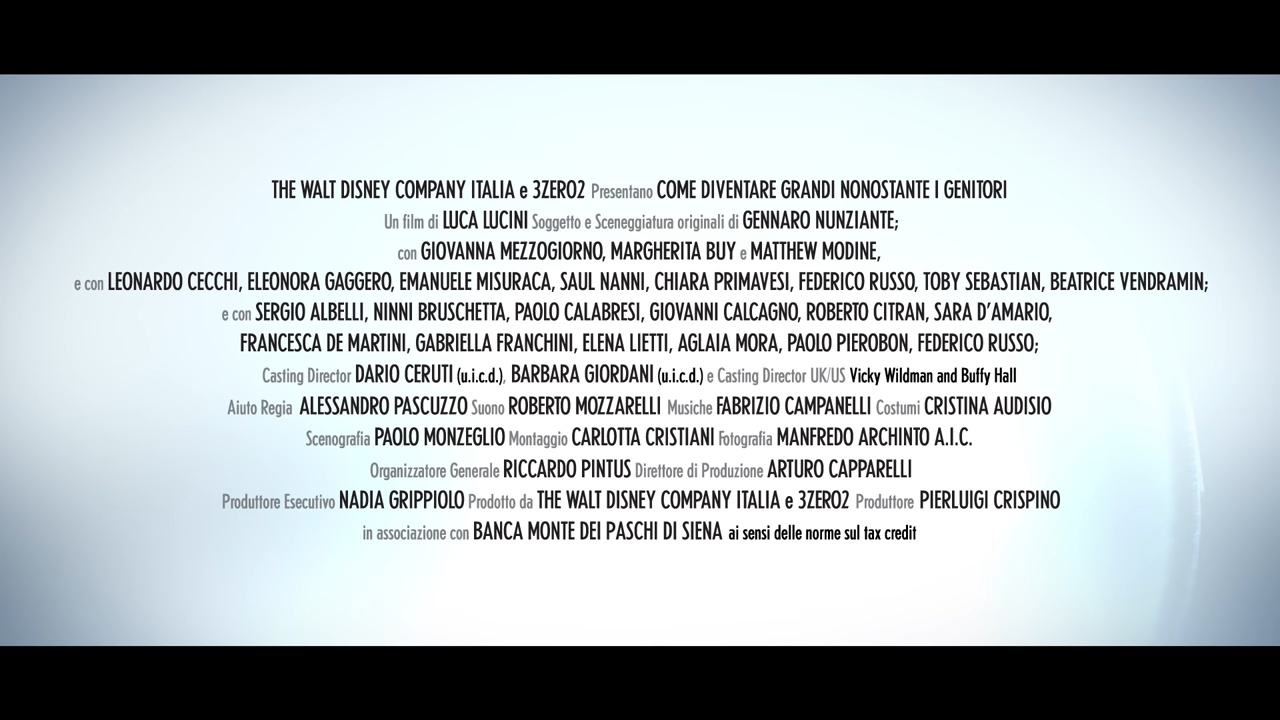 THE WALT DISNEY COMPANY ITALIA e 3ZERO2 Presentano COME DIVENTARE GRANDI NONOSTANTE I GENITORI
Un film di LUCA LUCINI Soggetto e Sceneggiatura originali di GENNARO NUNZIANTE;
con GIOVANNA MEZZOGIORNO, MARGHERITA BUY e MATTHEW MODINE,
e con LEONARDO CECCHI, ELEONORA GAGGERO, EMANUELE MISURACA, SAUL NANNI, CHIARA PRIMAVESI, FEDERICO RUSSO, TOBY SEBASTIAN, BEATRICE VENDRAMIN;
e con SERGIO ALBELLI, NINNI BRUSCHETTA, PAOLO CALABRESI, GIOVANNI CALCAGNO, ROBERTO CITRAN, SARA D'AMARIO,
FRANCESCA DE MARTINI, GABRIELLA FRANCHINI, ELENA LIETTI, AGLAIA MORA, PAOLO PIEROBON, FEDERICO RUSSO;
Casting Director DARIO CERUTI (u.i.c.d.), BARBARA GIORDANI (u.i.c.d.) e Casting Director UK/US Vicky Wildman and Buffy Hall
Aiuto Regia ALESSANDRO PASCUZZO Suono ROBERTO MOZZARELLI Musiche FABRIZIO CAMPANELLI Costumi CRISTINA AUDISIO
Scenografia PAOLO MONZEGLIO Montaggio CARLOTTA CRISTIANI Fotografia MANFREDO ARCHINTO A.I.C.
Organizzatore Generale RICCARDO PINTUS Direttore di Produzione ARTURO CAPPARELLI
Produttore Esecutivo NADIA GRIPPIOLO Prodotto da THE WALT DISNEY COMPANY ITALIA e 3ZERO2 Produttore PIERLUIGI CRISPINO
in associazione con BANCA MONTE DEI PASCHI DI SIENA ai sensi delle norme sul tax credit